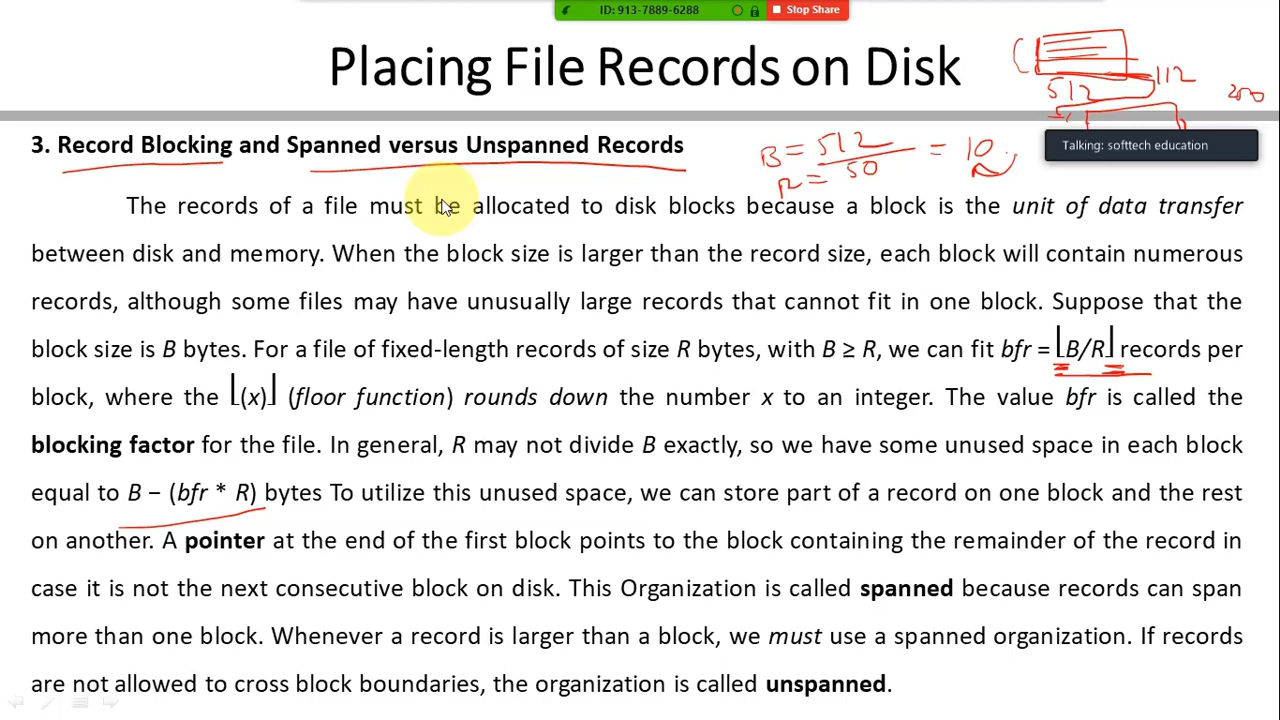 ID: 913-7889-6288 Stop Share
Placing File Records on Disk
112
512
200
Talking: softtech education
3. Record Blocking and Spanned versus Unspanned Records
B = 512 = 10
R = 50
The records of a file must be allocated to disk blocks because a block is the unit of data transfer
between disk and memory. When the block size is larger than the record size, each block will contain numerous
records, although some files may have unusually large records that cannot fit in one block. Suppose that the
block size is B bytes. For a file of fixed-length records of size R bytes, with B ≥ R, we can fit bfr = ⌊B/R⌋ records per
block, where the ⌊(x)⌋ (floor function) rounds down the number x to an integer. The value bfr is called the
blocking factor for the file. In general, R may not divide B exactly, so we have some unused space in each block
equal to B − (bfr * R) bytes To utilize this unused space, we can store part of a record on one block and the rest
on another. A pointer at the end of the first block points to the block containing the remainder of the record in
case it is not the next consecutive block on disk. This Organization is called spanned because records can span
more than one block. Whenever a record is larger than a block, we must use a spanned organization. If records
are not allowed to cross block boundaries, the organization is called unspanned.